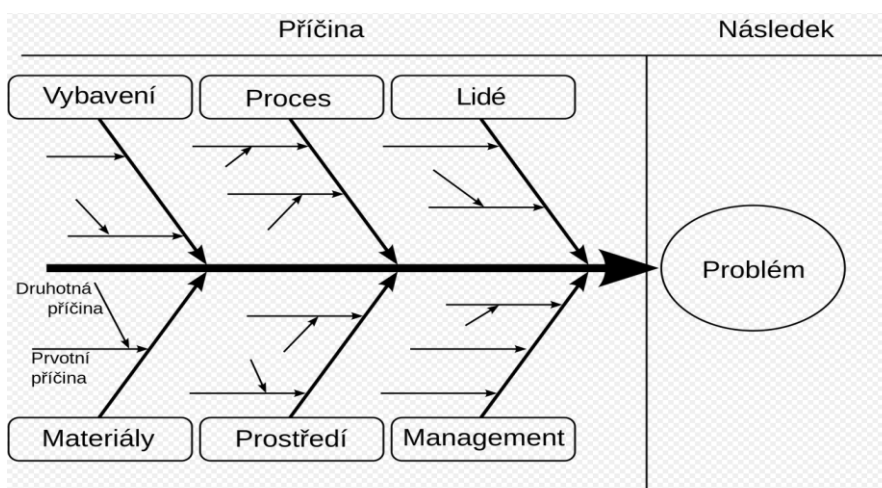 Příčina
Následek
Vybavení
Proces
Lidé
Problém
Druhotná
příčina
Prvotní
příčina
Materiály
Prostředí
Management